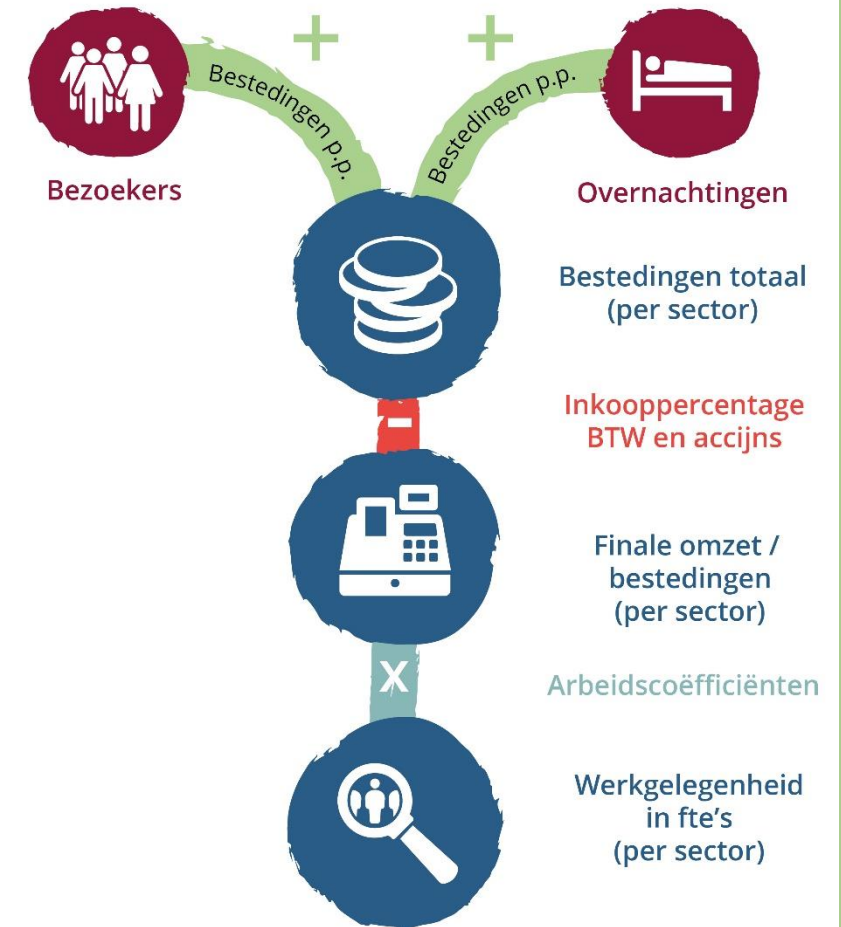 + +
Bestedingen p.p.
Bestedingen p.p.
Bezoekers
Overnachtingen
Bestedingen totaal
(per sector)
-
Inkooppercentage
BTW en accijns
Finale omzet /
bestedingen
(per sector)
X
Arbeidscoëfficiënten
Werkgelegenheid
in fte's
(per sector)